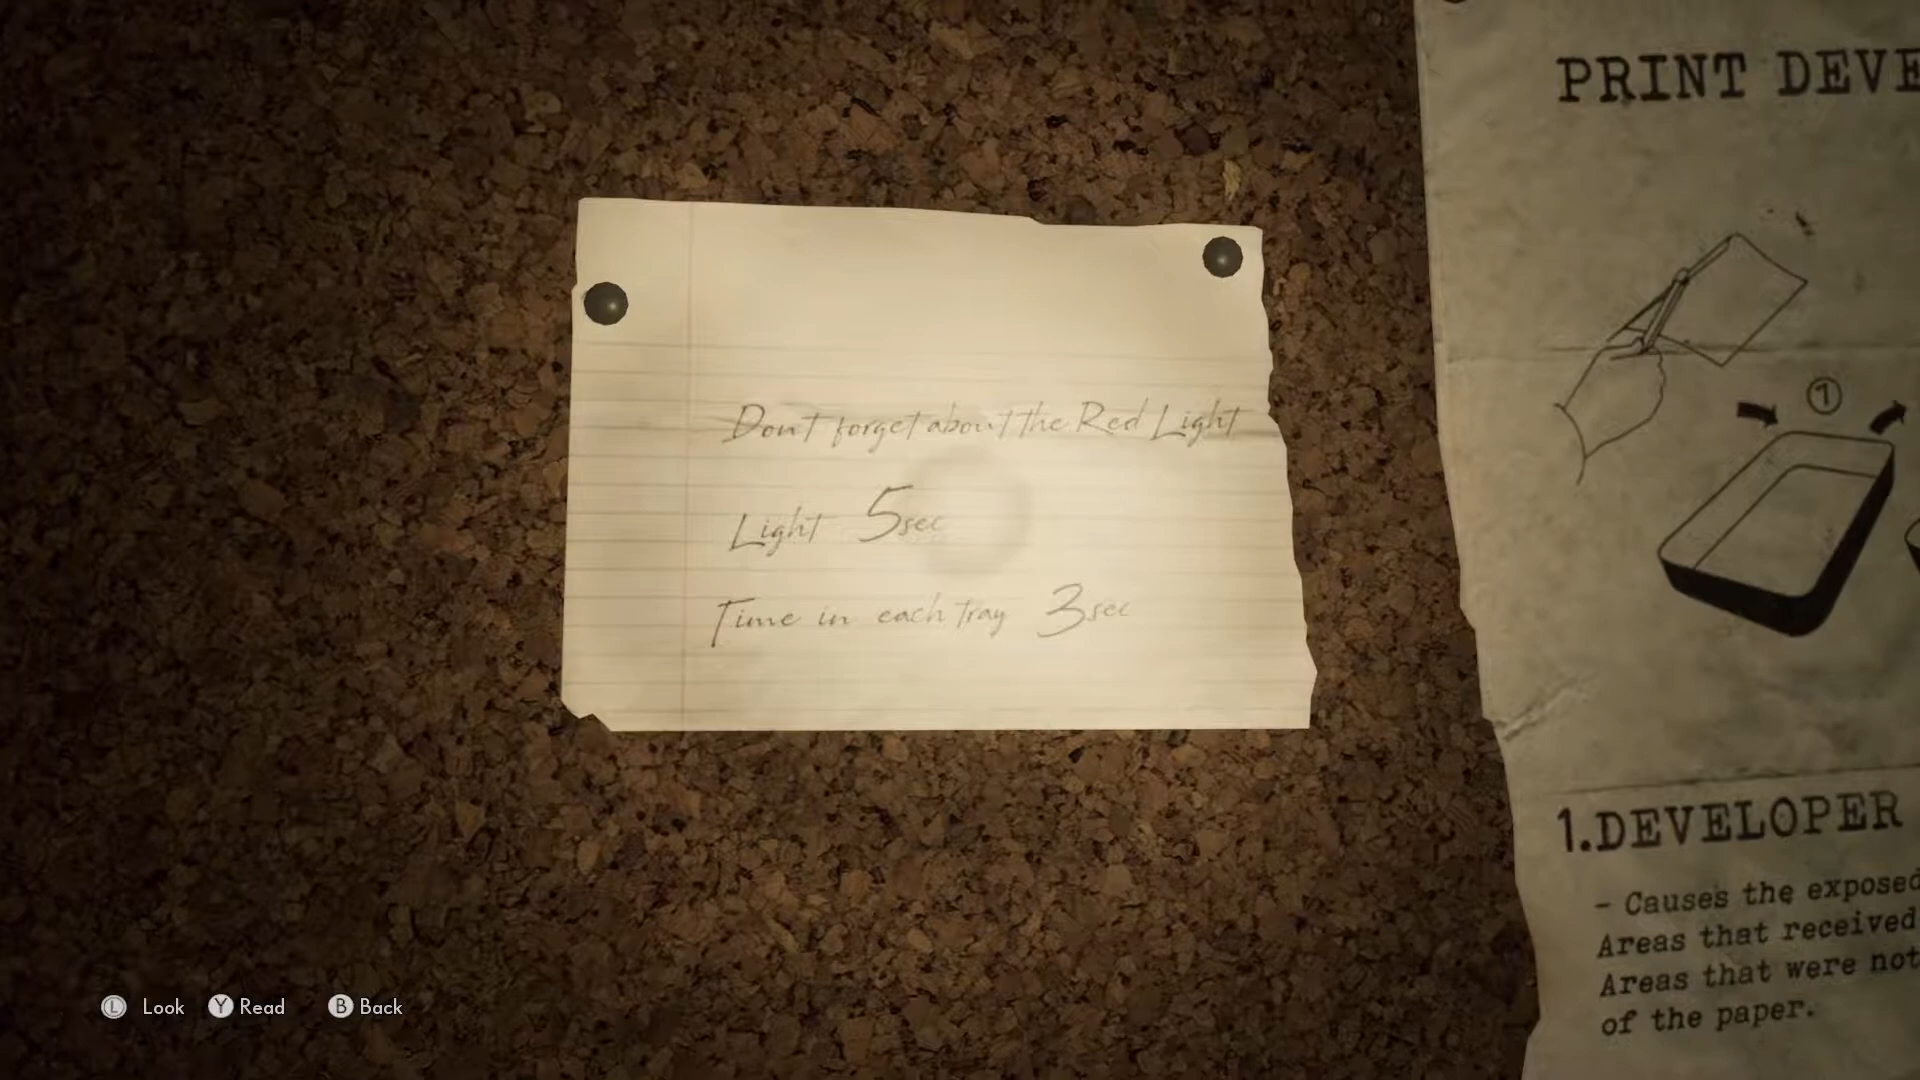 Dont forget about the Red Light
Light 5sec
Time in each tray 3sec
PRINT DEVE
1
1.DEVELOPER
- Causes the exposed
Areas that received
Areas that were not
of the paper.
L Look Y Read B Back